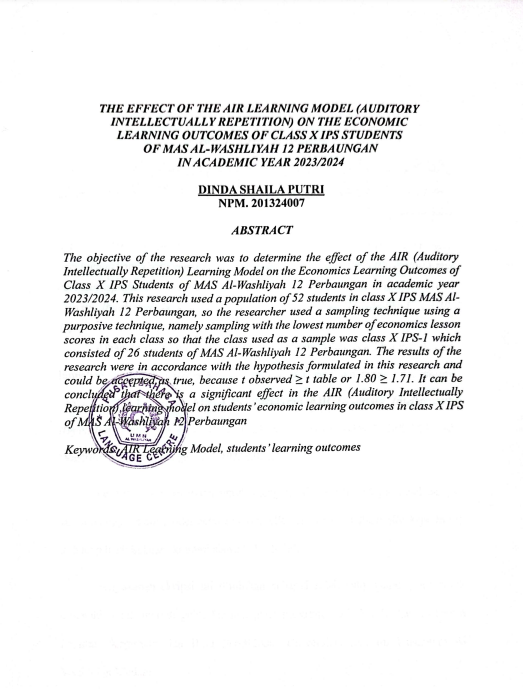 THE EFFECT OF THE AIR LEARNING MODEL (AUDITORY
INTELLECTUALLY REPETITION) ON THE ECONOMIC
LEARNING OUTCOMES OF CLASS X IPS STUDENTS
OF MAS AL-WASHLIYAH 12 PERBAUNGAN
IN ACADEMIC YEAR 2023/2024
DINDA SHAILA PUTRI
NPM. 201324007
ABSTRACT
The objective of the research was to determine the effect of the AIR (Auditory
Intellectually Repetition) Learning Model on the Economics Learning Outcomes of
Class X IPS Students of MAS Al-Washliyah 12 Perbaungan in academic year
2023/2024. This research used a population of 52 students in class X IPS MAS Al-
Washliyah 12 Perbaungan, so the researcher used a sampling technique using a
purposive technique, namely sampling with the lowest number of economics lesson
scores in each class so that the class used as a sample was class X IPS-1 which
consisted of 26 students of MAS Al-Washliyah 12 Perbaungan. The results of the
research were in accordance with the hypothesis formulated in this research and
could be accepted as true, because t observed ≥ t table or 1.80 ≥ 1.71. It can be
concluded that there is a significant effect in the AIR (Auditory Intellectually
Repetition) learning model on students' economic learning outcomes in class X IPS
of MAS Al-Washliyah 12 Perbaungan
Keywords: AIR Learning Model, students' learning outcomes
UMN
LANGUAGE CENTRE